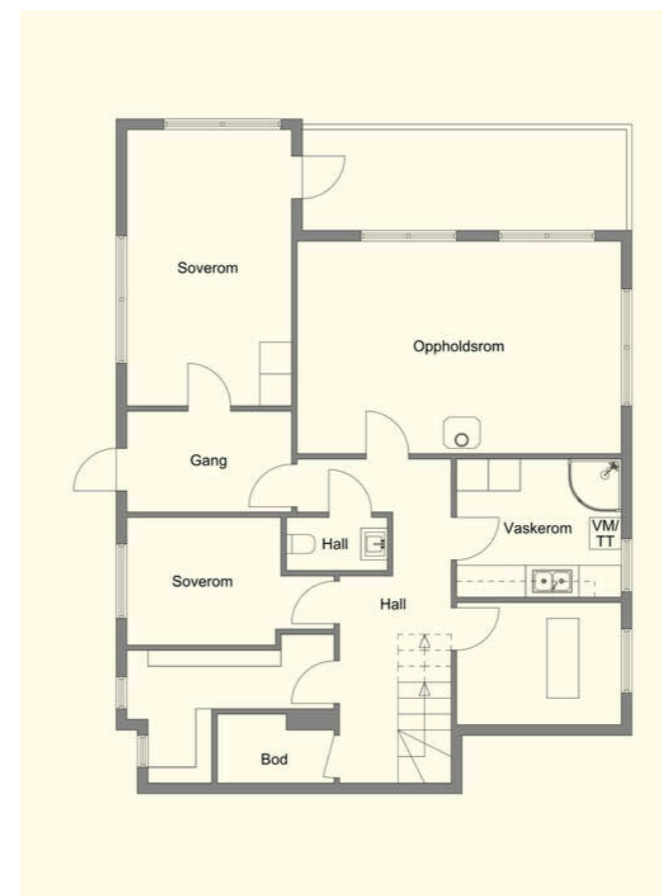 Soverom
Oppholdsrom
Gang
Vaskerom
VM/
TT
Hall
Soverom
Hall
Bod